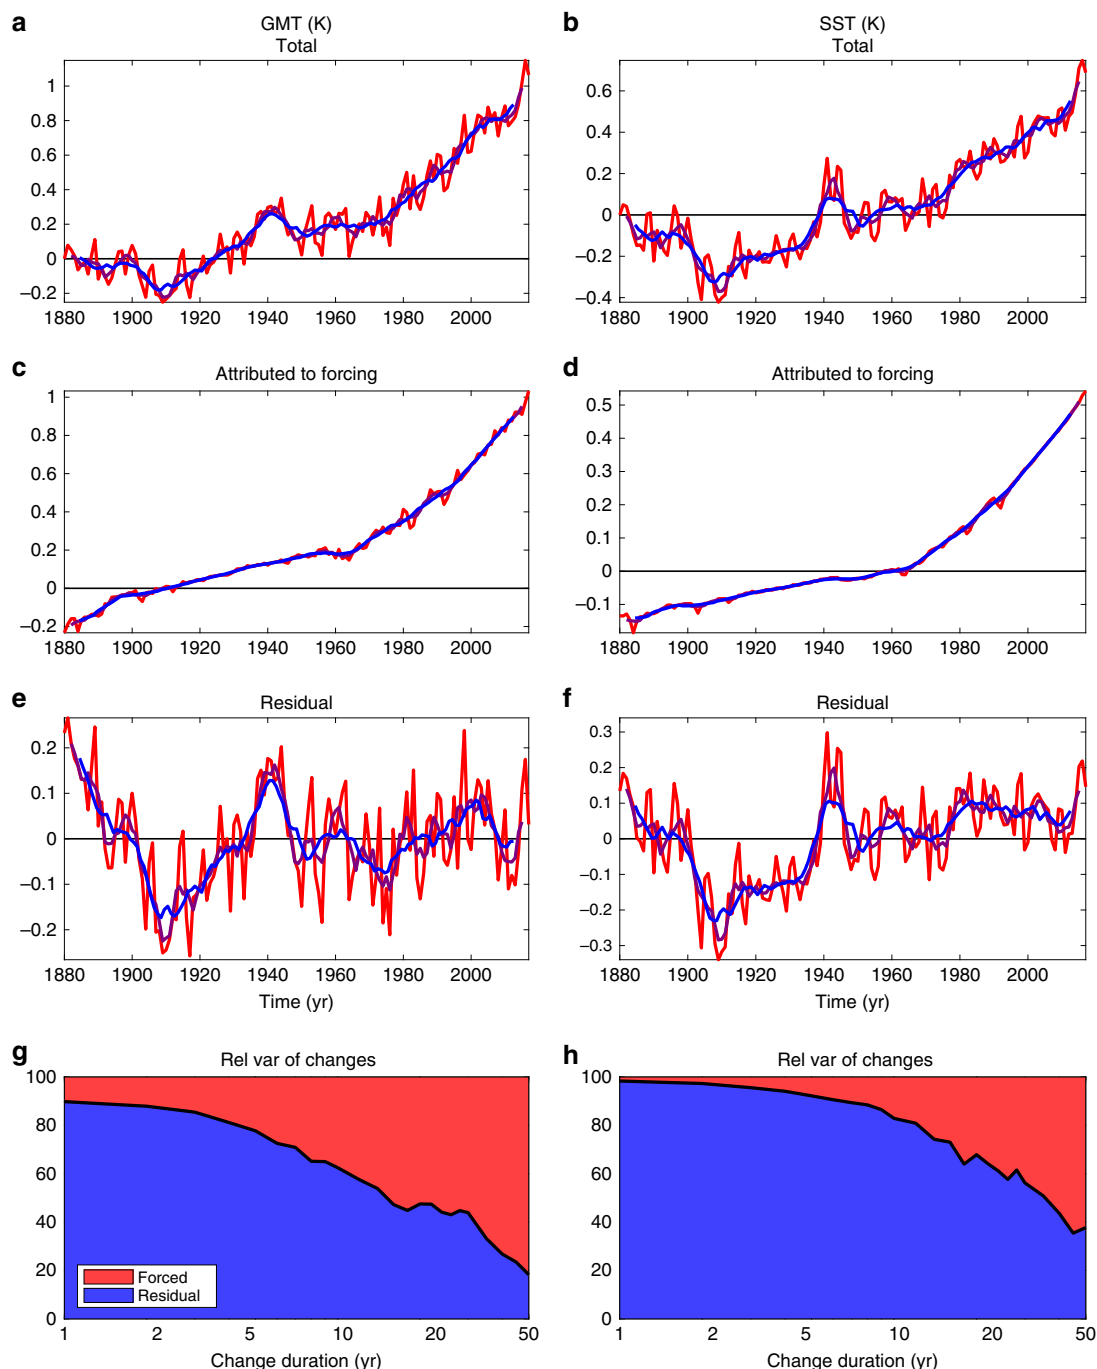 a
GMT (K)
Total
1
0.8
0.6
0.4
0.2
0
–0.2
1880 1900 1920 1940 1960 1980 2000
b
SST (K)
Total
0.6
0.4
0.2
0
–0.2
–0.4
1880 1900 1920 1940 1960 1980 2000
c
Attributed to forcing
1
0.8
0.6
0.4
0.2
0
–0.2
1880 1900 1920 1940 1960 1980 2000
d
Attributed to forcing
0.5
0.4
0.3
0.2
0.1
0
–0.1
1880 1900 1920 1940 1960 1980 2000
e
Residual
0.2
0.1
0
–0.1
–0.2
1880 1900 1920 1940 1960 1980 2000
Time (yr)
f
Residual
0.3
0.2
0.1
0
–0.1
–0.2
–0.3
1880 1900 1920 1940 1960 1980 2000
Time (yr)
g
Rel var of changes
100
80
60
40
20
0
Forced
Residual
1 2 5 10 20 50
Change duration (yr)
h
Rel var of changes
100
80
60
40
20
0
1 2 5 10 20 50
Change duration (yr)